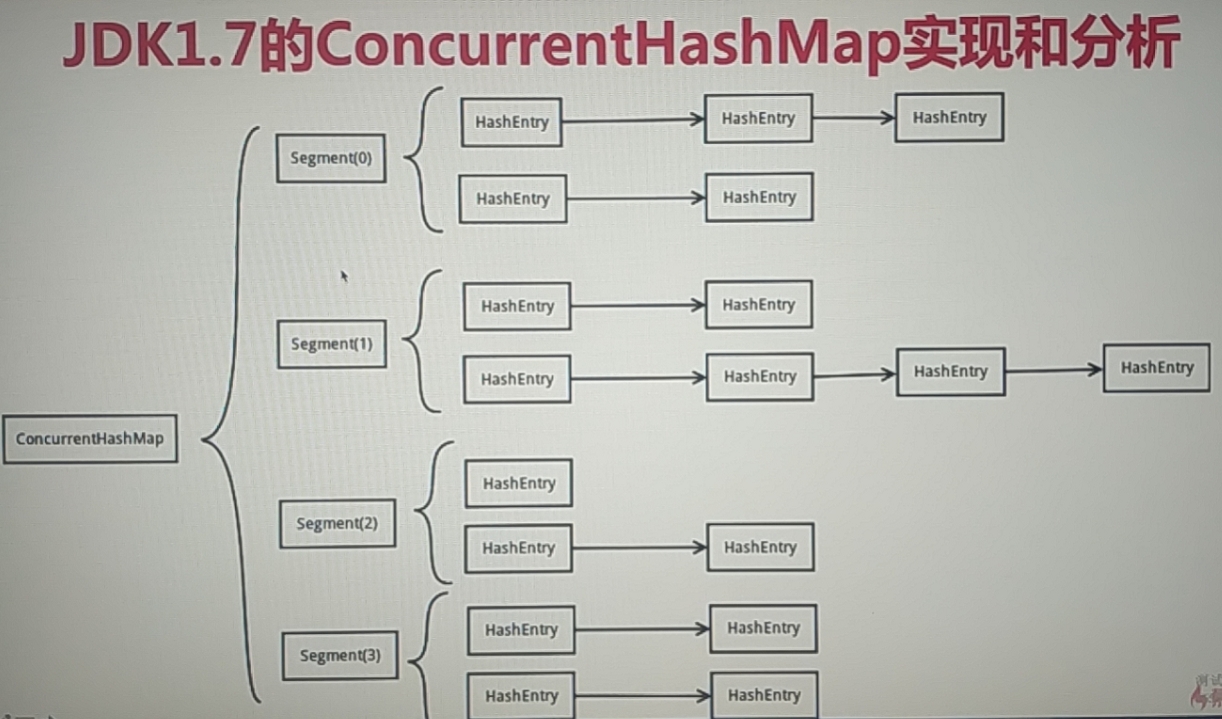 JDK1.7的ConcurrentHashMap实现和分析
HashEntry HashEntry HashEntry
Segment(0)
HashEntry HashEntry
HashEntry HashEntry
Segment(1)
HashEntry HashEntry HashEntry HashEntry
ConcurrentHashMap
HashEntry
Segment(2)
HashEntry HashEntry
HashEntry HashEntry
Segment(3)
HashEntry HashEntry
测试